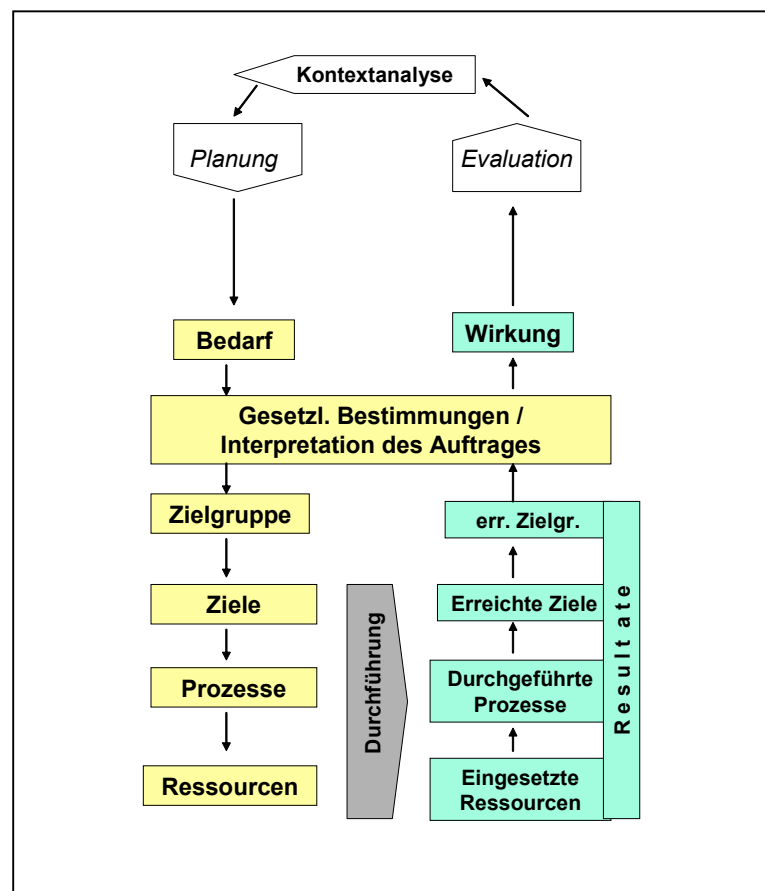 Kontextanalyse
Planung
Evaluation
Bedarf
Wirkung
Gesetzl. Bestimmungen /
Interpretation des Auftrages
Zielgruppe
err. Zielgr.
Ziele
Erreichte Ziele
Durchführung
Resultate
Prozesse
Durchgeführte
Prozesse
Ressourcen
Eingesetzte
Ressourcen